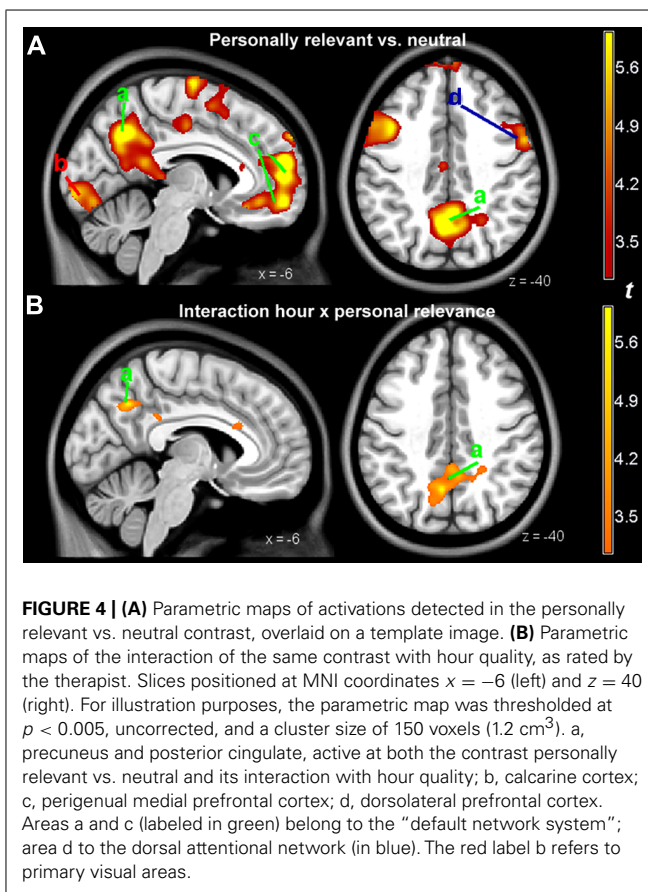 A
Personally relevant vs. neutral
a
b
c
d
a
x = -6
z = -40
5.6
4.9
4.2
3.5
t
B
Interaction hour x personal relevance
a
a
x = -6
z = -40
5.6
4.9
4.2
3.5
FIGURE 4 | (A) Parametric maps of activations detected in the personally
relevant vs. neutral contrast, overlaid on a template image. (B) Parametric
maps of the interaction of the same contrast with hour quality, as rated by
the therapist. Slices positioned at MNI coordinates x = −6 (left) and z = 40
(right). For illustration purposes, the parametric map was thresholded at
p < 0.005, uncorrected, and a cluster size of 150 voxels (1.2 cm³). a,
precuneus and posterior cingulate, active at both the contrast personally
relevant vs. neutral and its interaction with hour quality; b, calcarine cortex;
c, perigenual medial prefrontal cortex; d, dorsolateral prefrontal cortex.
Areas a and c (labeled in green) belong to the “default network system”;
area d to the dorsal attentional network (in blue). The red label b refers to
primary visual areas.